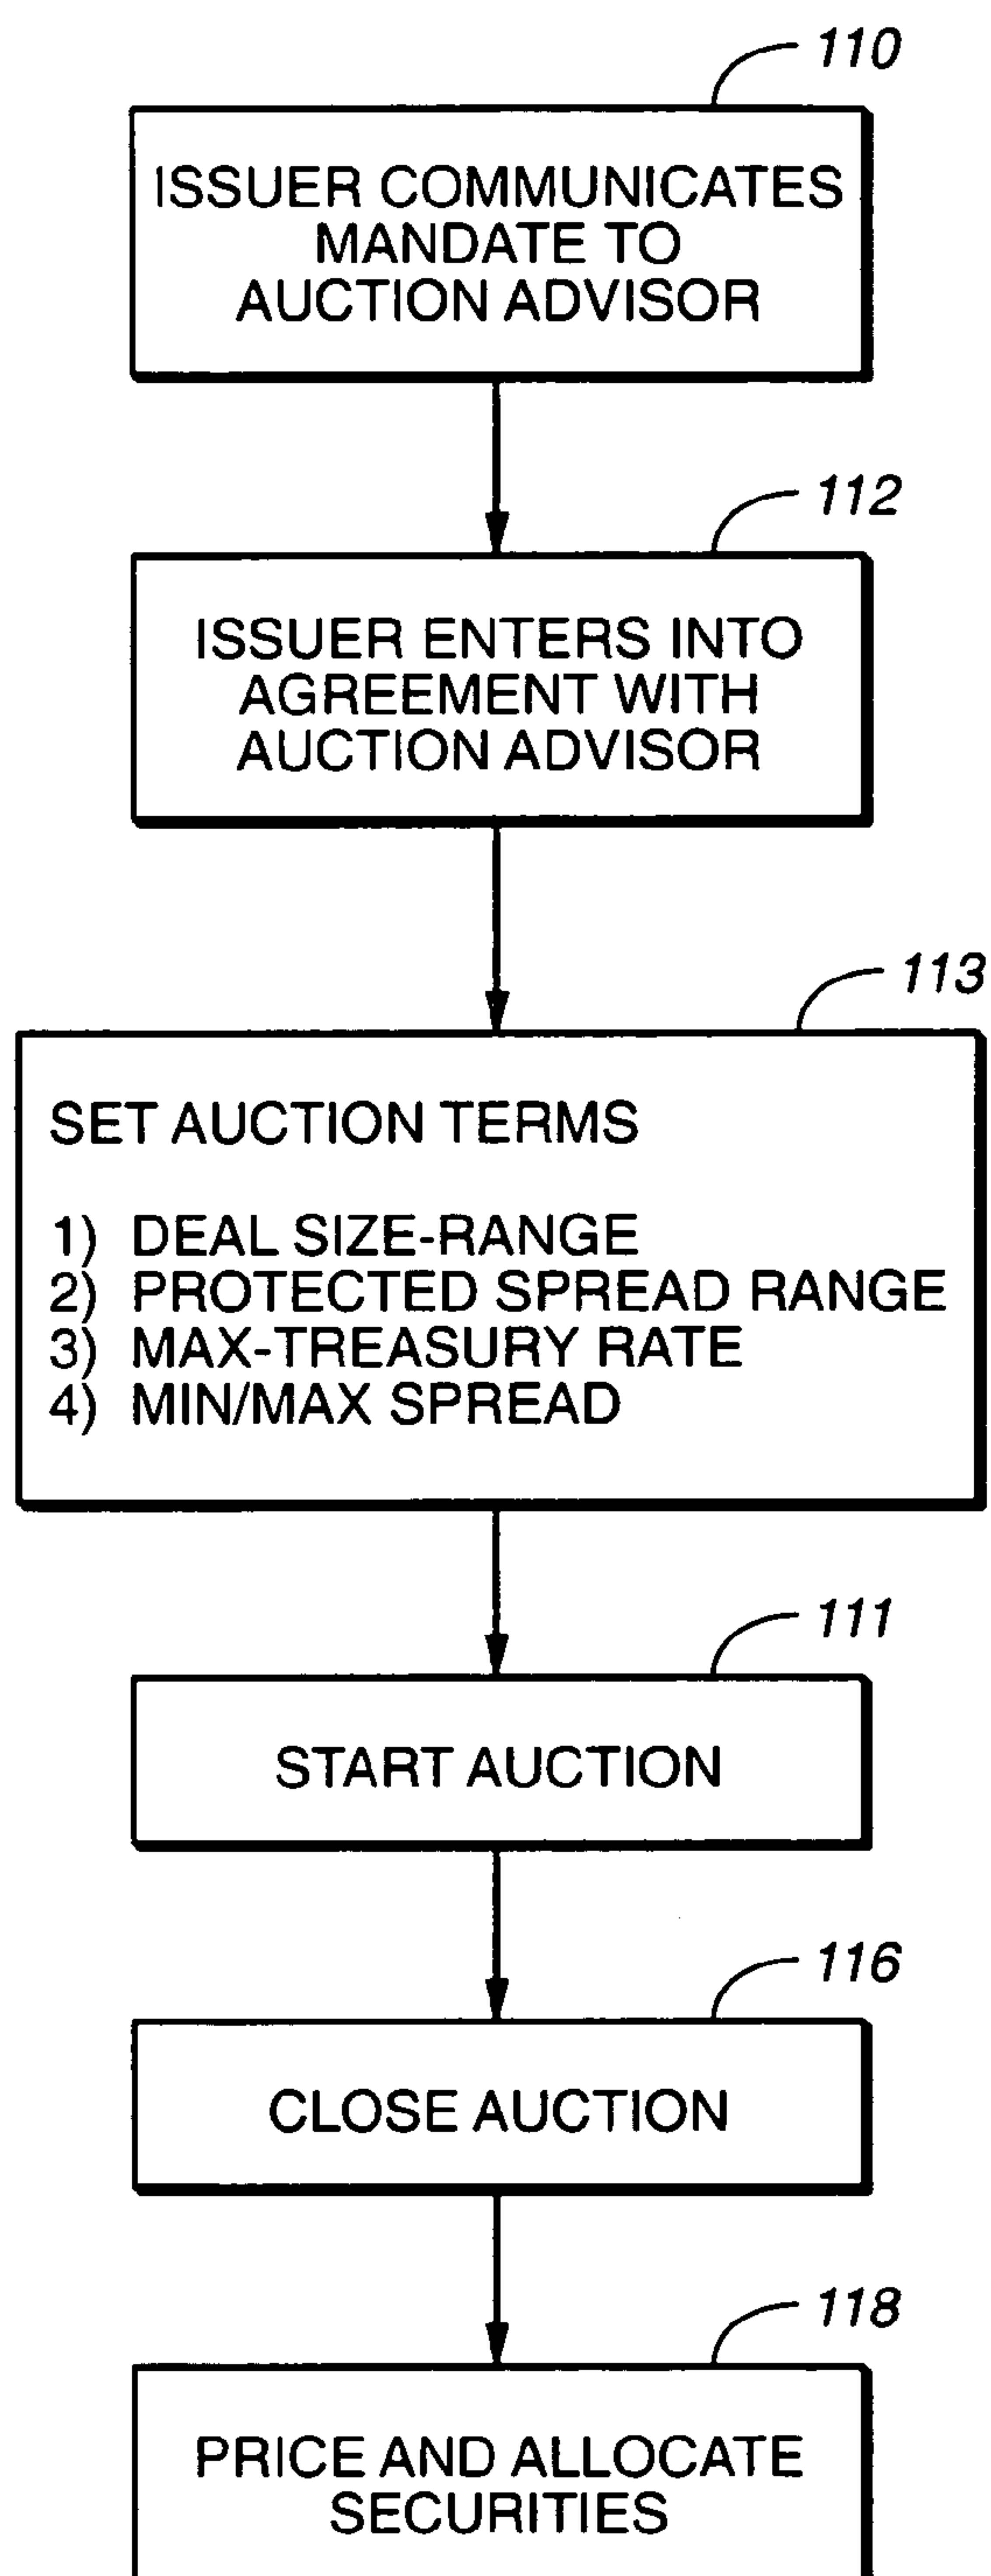 110
ISSUER COMMUNICATES
MANDATE TO
AUCTION ADVISOR
112
ISSUER ENTERS INTO
AGREEMENT WITH
AUCTION ADVISOR
113
SET AUCTION TERMS
1) DEAL SIZE-RANGE
2) PROTECTED SPREAD RANGE
3) MAX-TREASURY RATE
4) MIN/MAX SPREAD
111
START AUCTION
116
CLOSE AUCTION
118
PRICE AND ALLOCATE
SECURITIES